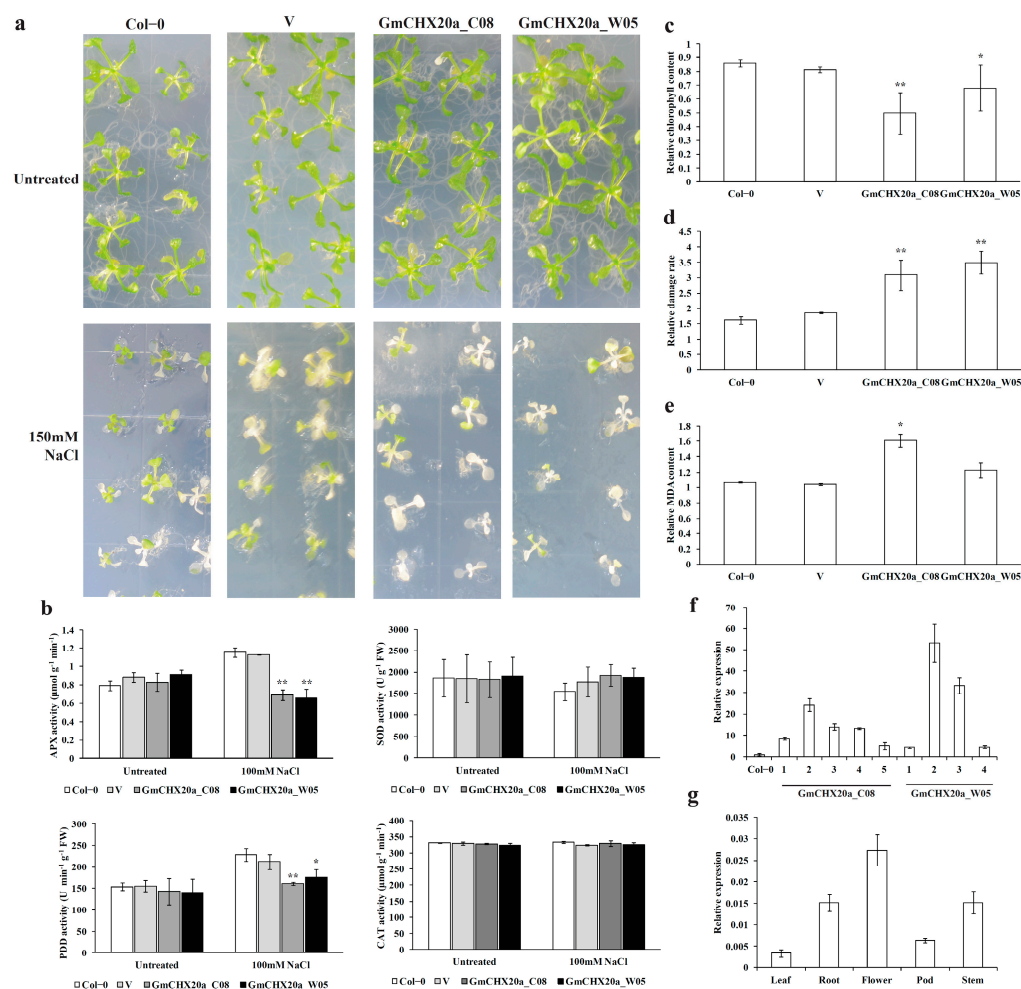 a
Col−0
V
GmCHX20a_C08
GmCHX20a_W05
Untreated
150mM
NaCl
b
APX activity (μmol g⁻¹ min⁻¹)
1.4
1.2
1
0.8
0.6
0.4
0.2
0
Untreated
100mM NaCl
Col−0 V GmCHX20a_C08 GmCHX20a_W05
** **
SOD activity (U g⁻¹ FW)
3000
2500
2000
1500
1000
500
0
Untreated
100mM NaCl
Col−0 V GmCHX20a_C08 GmCHX20a_W05
PDD activity (U min⁻¹ g⁻¹ FW)
300
250
200
150
100
50
0
** *
Untreated
100mM NaCl
Col−0 V GmCHX20a_C08 GmCHX20a_W05
CAT activity (μmol g⁻¹ min⁻¹)
400
350
300
250
200
150
100
50
0
Untreated
100mM NaCl
Col−0 V GmCHX20a_C08 GmCHX20a_W05
c
Relative chlorophyll content
1
0.9
0.8
0.7
0.6
0.5
0.4
0.3
0.2
0.1
0
** *
Col−0 V GmCHX20a_C08 GmCHX20a_W05
d
Relative damage rate
4.5
4
3.5
3
2.5
2
1.5
1
0.5
0
** **
Col−0 V GmCHX20a_C08 GmCHX20a_W05
e
Relative MDA content
1.8
1.6
1.4
1.2
1
0.8
0.6
0.4
0.2
0
*
Col−0 V GmCHX20a_C08 GmCHX20a_W05
f
Relative expression
70
60
50
40
30
20
10
0
Col−0 1 2 3 4 5 1 2 3 4
GmCHX20a_C08 GmCHX20a_W05
g
Relative expression
0.035
0.03
0.025
0.02
0.015
0.01
0.005
0
Leaf Root Flower Pod Stem